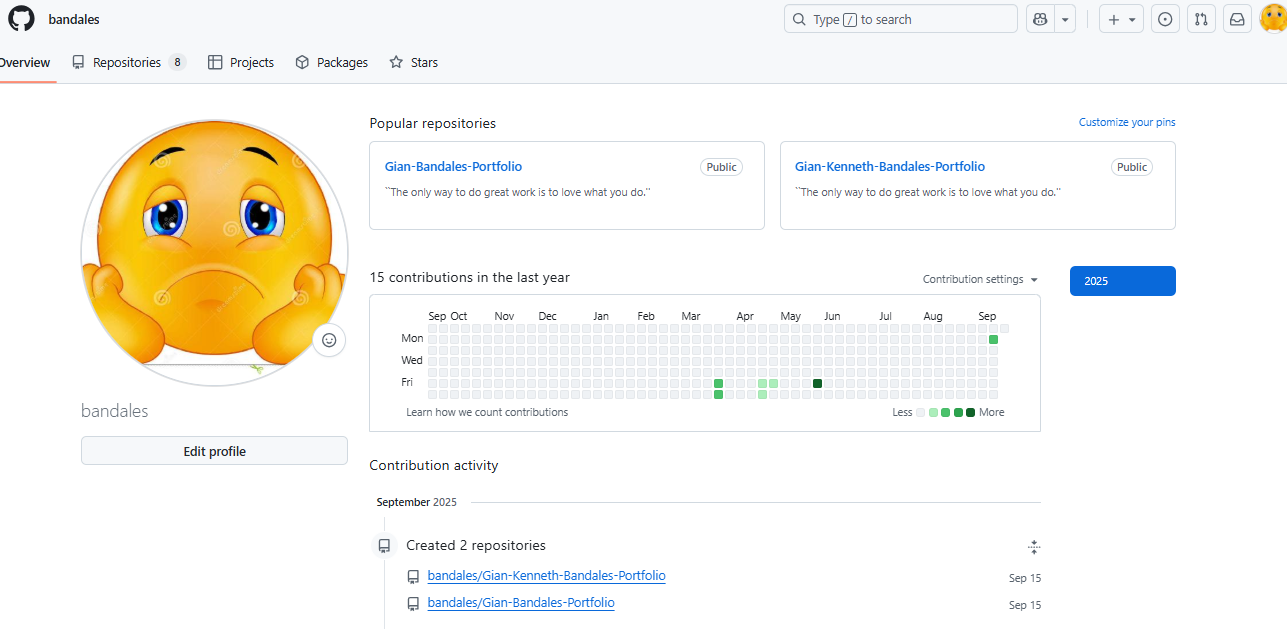 bandales
Type / to search
Overview
Repositories 8
Projects
Packages
Stars
Popular repositories
Customize your pins
Gian-Bandales-Portfolio
Public
``The only way to do great work is to love what you do."
Gian-Kenneth-Bandales-Portfolio
Public
``The only way to do great work is to love what you do."
15 contributions in the last year
Contribution settings
2025
Sep Oct Nov Dec Jan Feb Mar Apr May Jun Jul Aug Sep
Mon
Wed
Fri
Learn how we count contributions
Less
More
bandales
Edit profile
Contribution activity
September 2025
Created 2 repositories
bandales/Gian-Kenneth-Bandales-Portfolio
Sep 15
bandales/Gian-Bandales-Portfolio
Sep 15